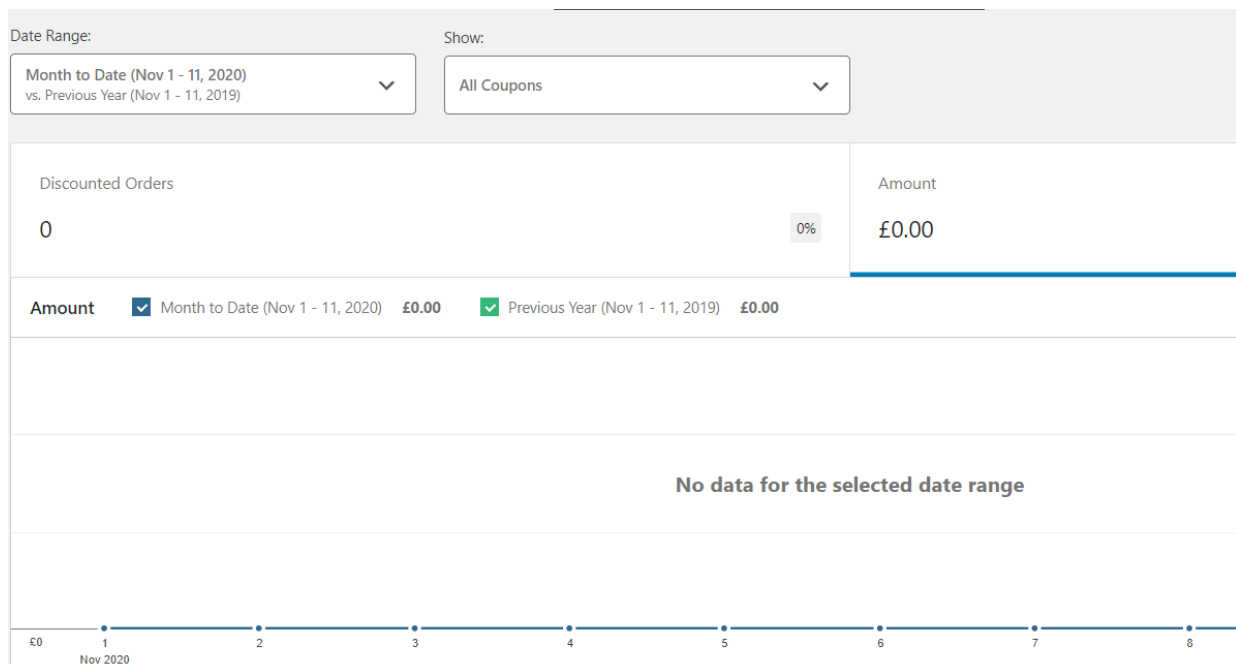 Date Range:
Show:
Month to Date (Nov 1 - 11, 2020)
vs. Previous Year (Nov 1 - 11, 2019)
All Coupons
Discounted Orders
Amount
0
0%
£0.00
Amount
Month to Date (Nov 1 - 11, 2020)
£0.00
Previous Year (Nov 1 - 11, 2019)
£0.00
No data for the selected date range
£0
1
2
3
4
5
6
7
8
Nov 2020